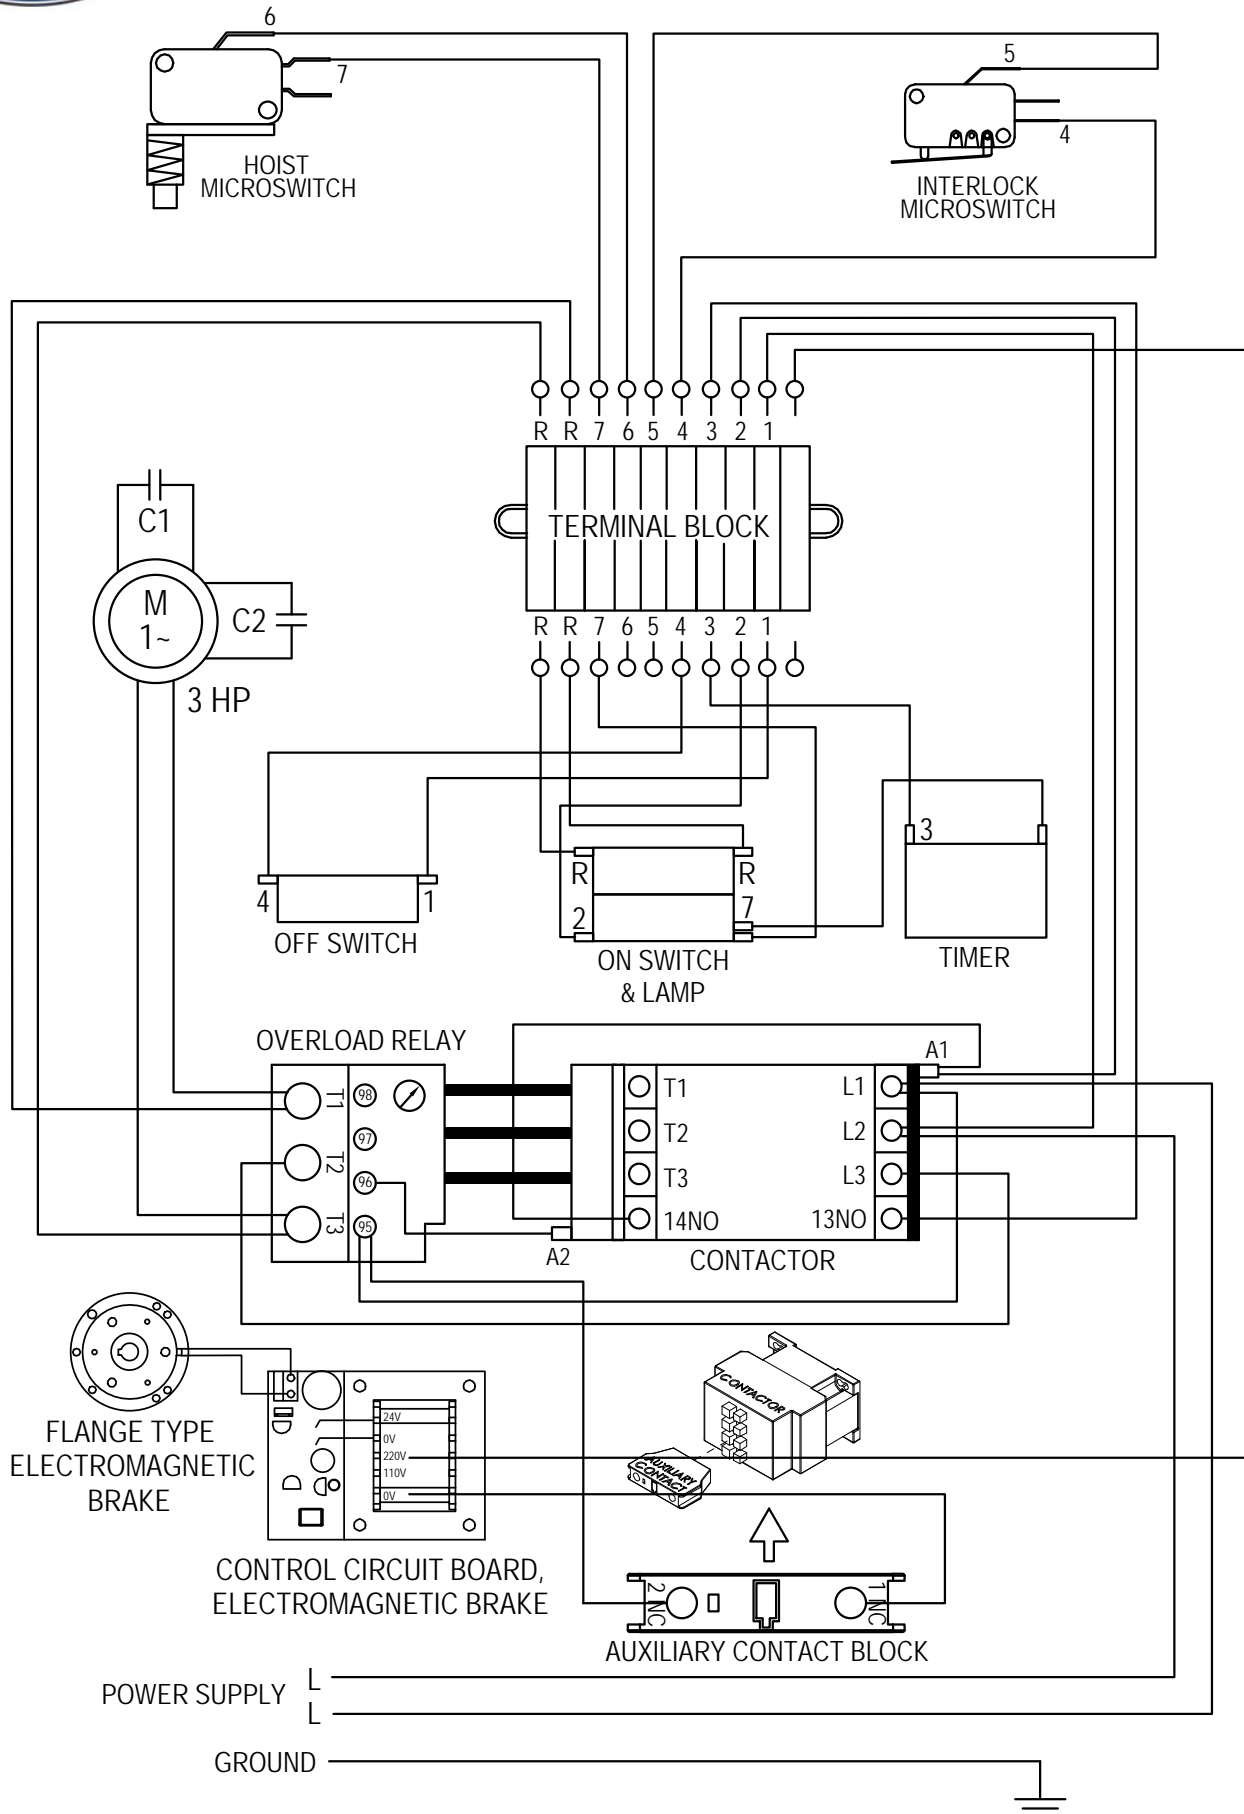 6
7
HOIST
MICROSWITCH
5
4
INTERLOCK
MICROSWITCH
R R 7 6 5 4 3 2 1
TERMINAL BLOCK
R R 7 6 5 4 3 2 1
C1
M
1~
C2
3 HP
4 1
OFF SWITCH
R R
2 7
ON SWITCH
& LAMP
3
TIMER
OVERLOAD RELAY
T1 98
97
T2
96
T3 95
A1
T1 L1
T2 L2
T3 L3
14NO 13NO
A2
CONTACTOR
FLANGE TYPE
ELECTROMAGNETIC
BRAKE
24V
0V
220V
110V
0V
CONTROL CIRCUIT BOARD,
ELECTROMAGNETIC BRAKE
CONTACTOR
AUXILIARY
CONTACT
2 NC 1 NC
AUXILIARY CONTACT BLOCK
POWER SUPPLY
L
L
GROUND